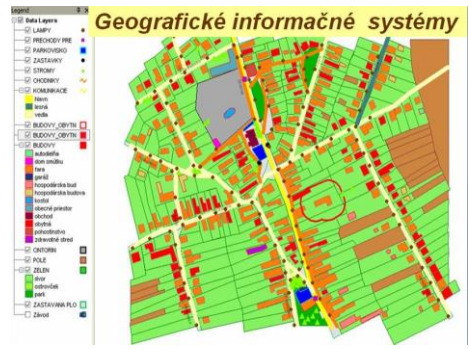 Geografické informačné systémy
Legend
Data Layers
LAMPY
PRECHODY PRE
PARKOVISKO
ZASTAVKY
STROMY
CHODNIKY
KOMUNIKACIE
hlavn
lesná
vedla
BUDOVY_OBYTN
BUDOVY_OBYTN
BUDOVY
autodielňa
dom smútku
fara
garáž
hospodárska bud
hospodárska budova
kostol
obecné priestor
obchod
obytná
pohostinstvo
zdravotné stred
CINTORIN
POLE
ZELEN
dvor
ostrovček
park
ZASTAVANA PLO
Závod